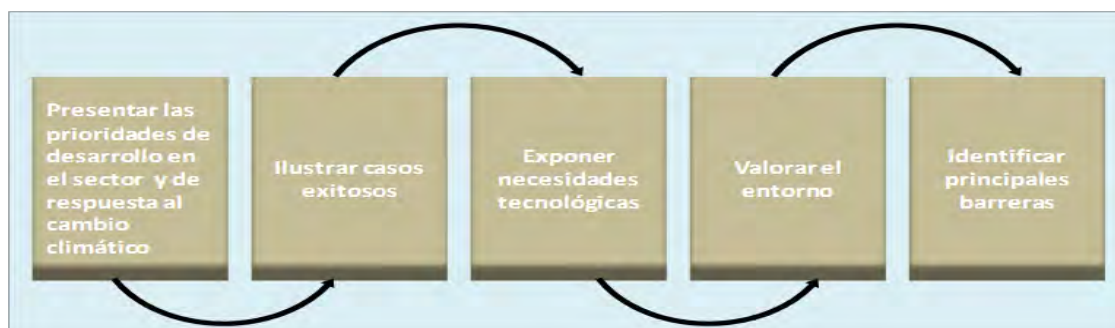 Presentar las
prioridades de
desarrollo en
el sector y de
respuesta al
cambio
climático
Ilustrar casos
exitosos
Exponer
necesidades
tecnológicas
Valorar el
entorno
Identificar
principales
barreras